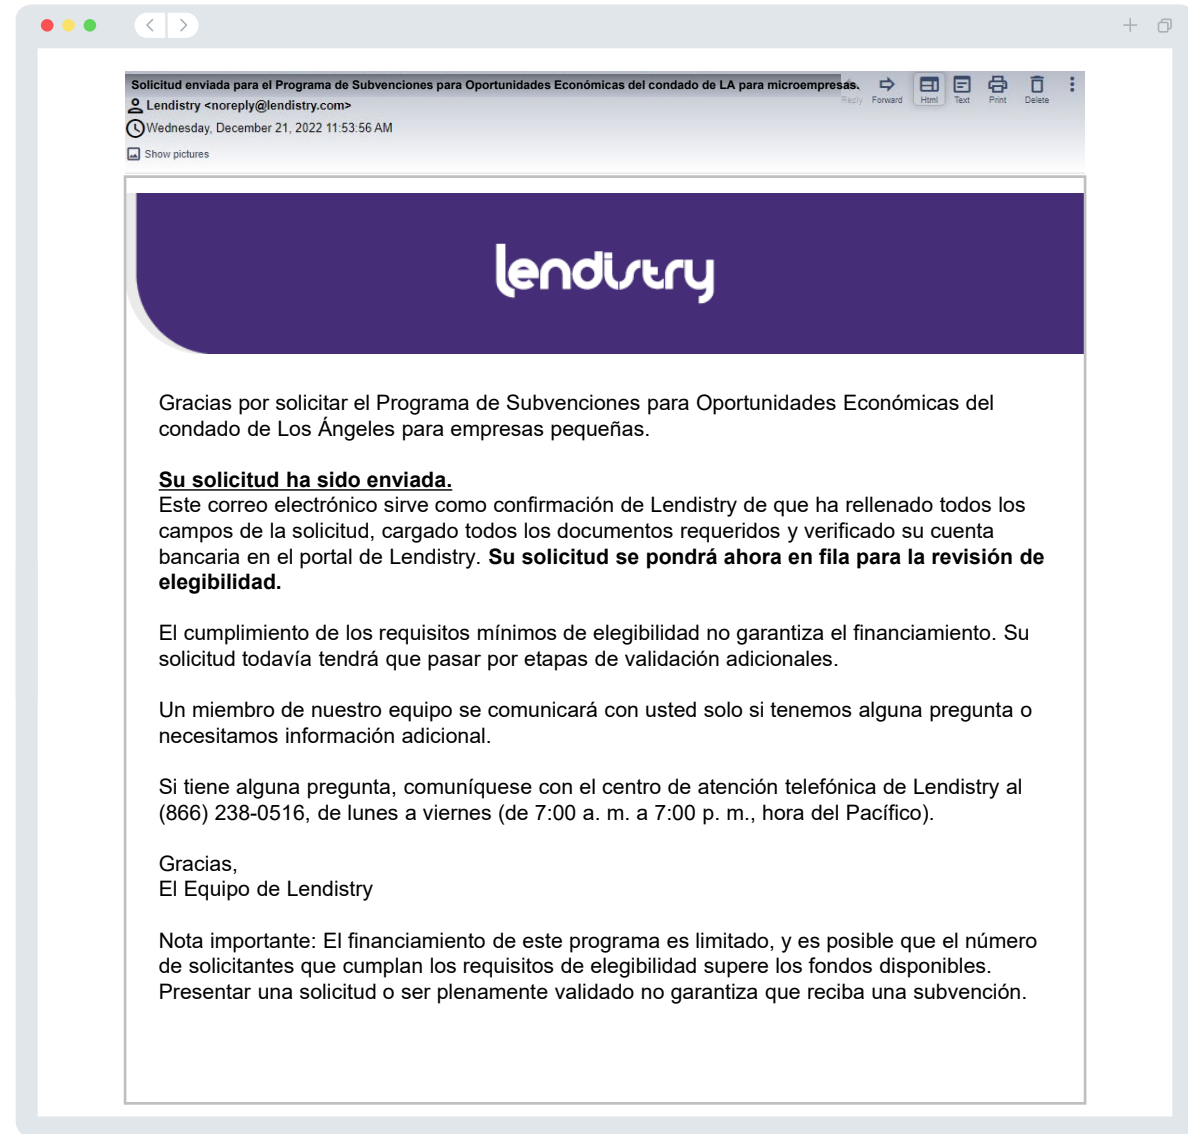 Solicitud enviada para el Programa de Subvenciones para Oportunidades Económicas del condado de LA para microempresas.
Reply Forward Html Text Print Delete
Lendistry <noreply@lendistry.com>
Wednesday, December 21, 2022 11:53:56 AM
Show pictures
lendistry
Gracias por solicitar el Programa de Subvenciones para Oportunidades Económicas del
condado de Los Ángeles para empresas pequeñas.
Su solicitud ha sido enviada.
Este correo electrónico sirve como confirmación de Lendistry de que ha rellenado todos los
campos de la solicitud, cargado todos los documentos requeridos y verificado su cuenta
bancaria en el portal de Lendistry. Su solicitud se pondrá ahora en fila para la revisión de
elegibilidad.
El cumplimiento de los requisitos mínimos de elegibilidad no garantiza el financiamiento. Su
solicitud todavía tendrá que pasar por etapas de validación adicionales.
Un miembro de nuestro equipo se comunicará con usted solo si tenemos alguna pregunta o
necesitamos información adicional.
Si tiene alguna pregunta, comuníquese con el centro de atención telefónica de Lendistry al
(866) 238-0516, de lunes a viernes (de 7:00 a. m. a 7:00 p. m., hora del Pacífico).
Gracias,
El Equipo de Lendistry
Nota importante: El financiamiento de este programa es limitado, y es posible que el número
de solicitantes que cumplan los requisitos de elegibilidad supere los fondos disponibles.
Presentar una solicitud o ser plenamente validado no garantiza que reciba una subvención.